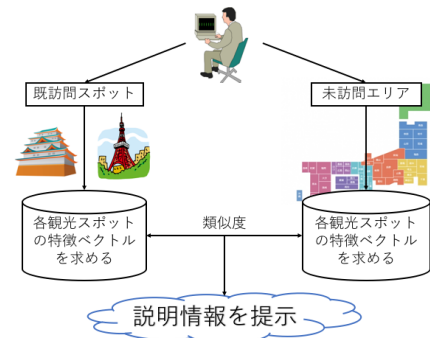 既訪問スポット
未訪問エリア
各観光スポット
の特徴ベクトル
を求める
類似度
各観光スポット
の特徴ベクトル
を求める
説明情報を提示